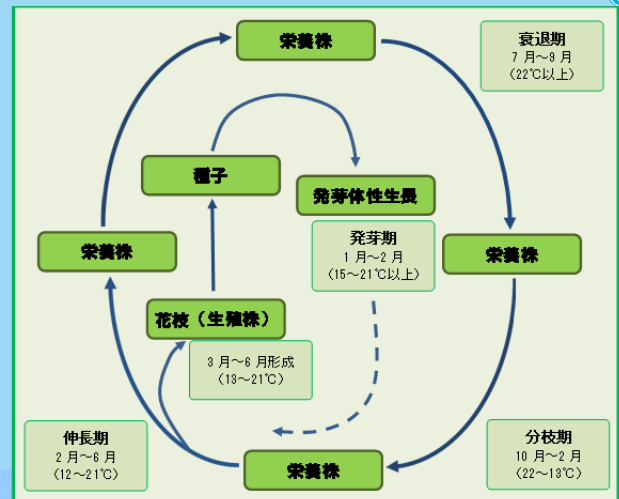 栄養株
衰退期
7 月～9 月
（22℃以上）
種子
発芽体性生長
発芽期
1 月～2 月
（15～21℃以上）
栄養株
栄養株
花枝（生殖株）
3 月～6 月形成
（13～21℃）
伸長期
2 月～6 月
（12～21℃）
栄養株
分枝期
10 月～2 月
（22～13℃）